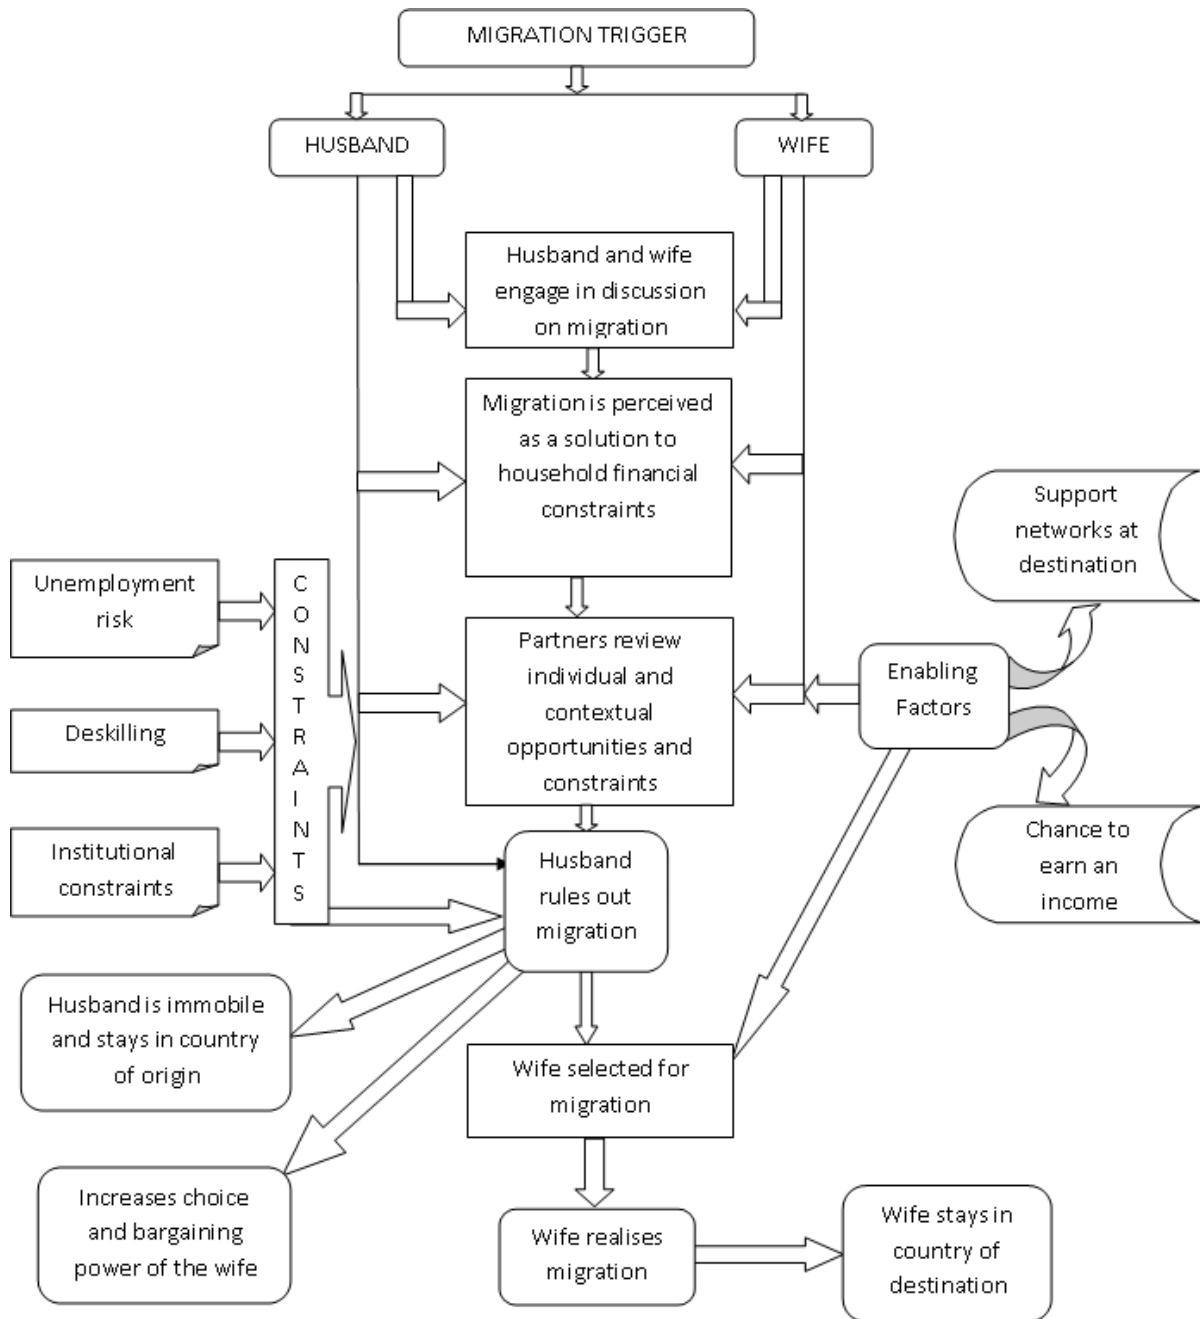 MIGRATION TRIGGER
HUSBAND
WIFE
Husband and wife
engage in discussion
on migration
Migration is perceived
as a solution to
household financial
constraints
Support
networks at
destination
Unemployment
risk
Deskilling
Institutional
constraints
C
O
N
S
T
R
A
I
N
T
S
Partners review
individual and
contextual
opportunities and
constraints
Enabling
Factors
Chance to
earn an
income
Husband
rules out
migration
Husband is immobile
and stays in country
of origin
Wife selected for
migration
Increases choice
and bargaining
power of the wife
Wife realises
migration
Wife stays in
country of
destination